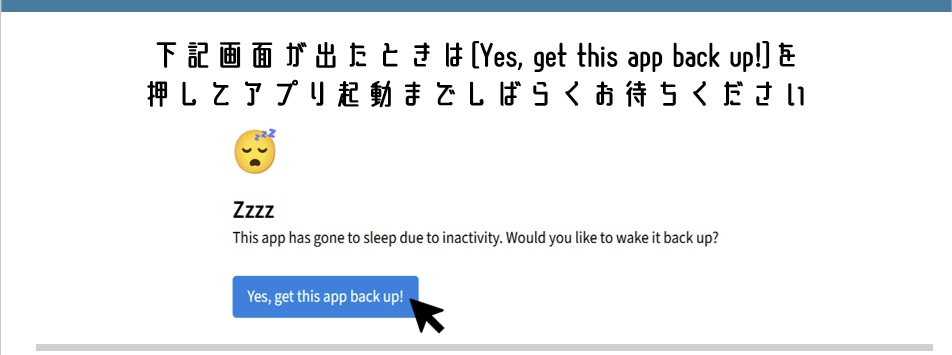 下記画面が出たときは[Yes, get this app back up!]を
押してアプリ起動までしばらくお待ちください
Zzzz
This app has gone to sleep due to inactivity. Would you like to wake it back up?
Yes, get this app back up!